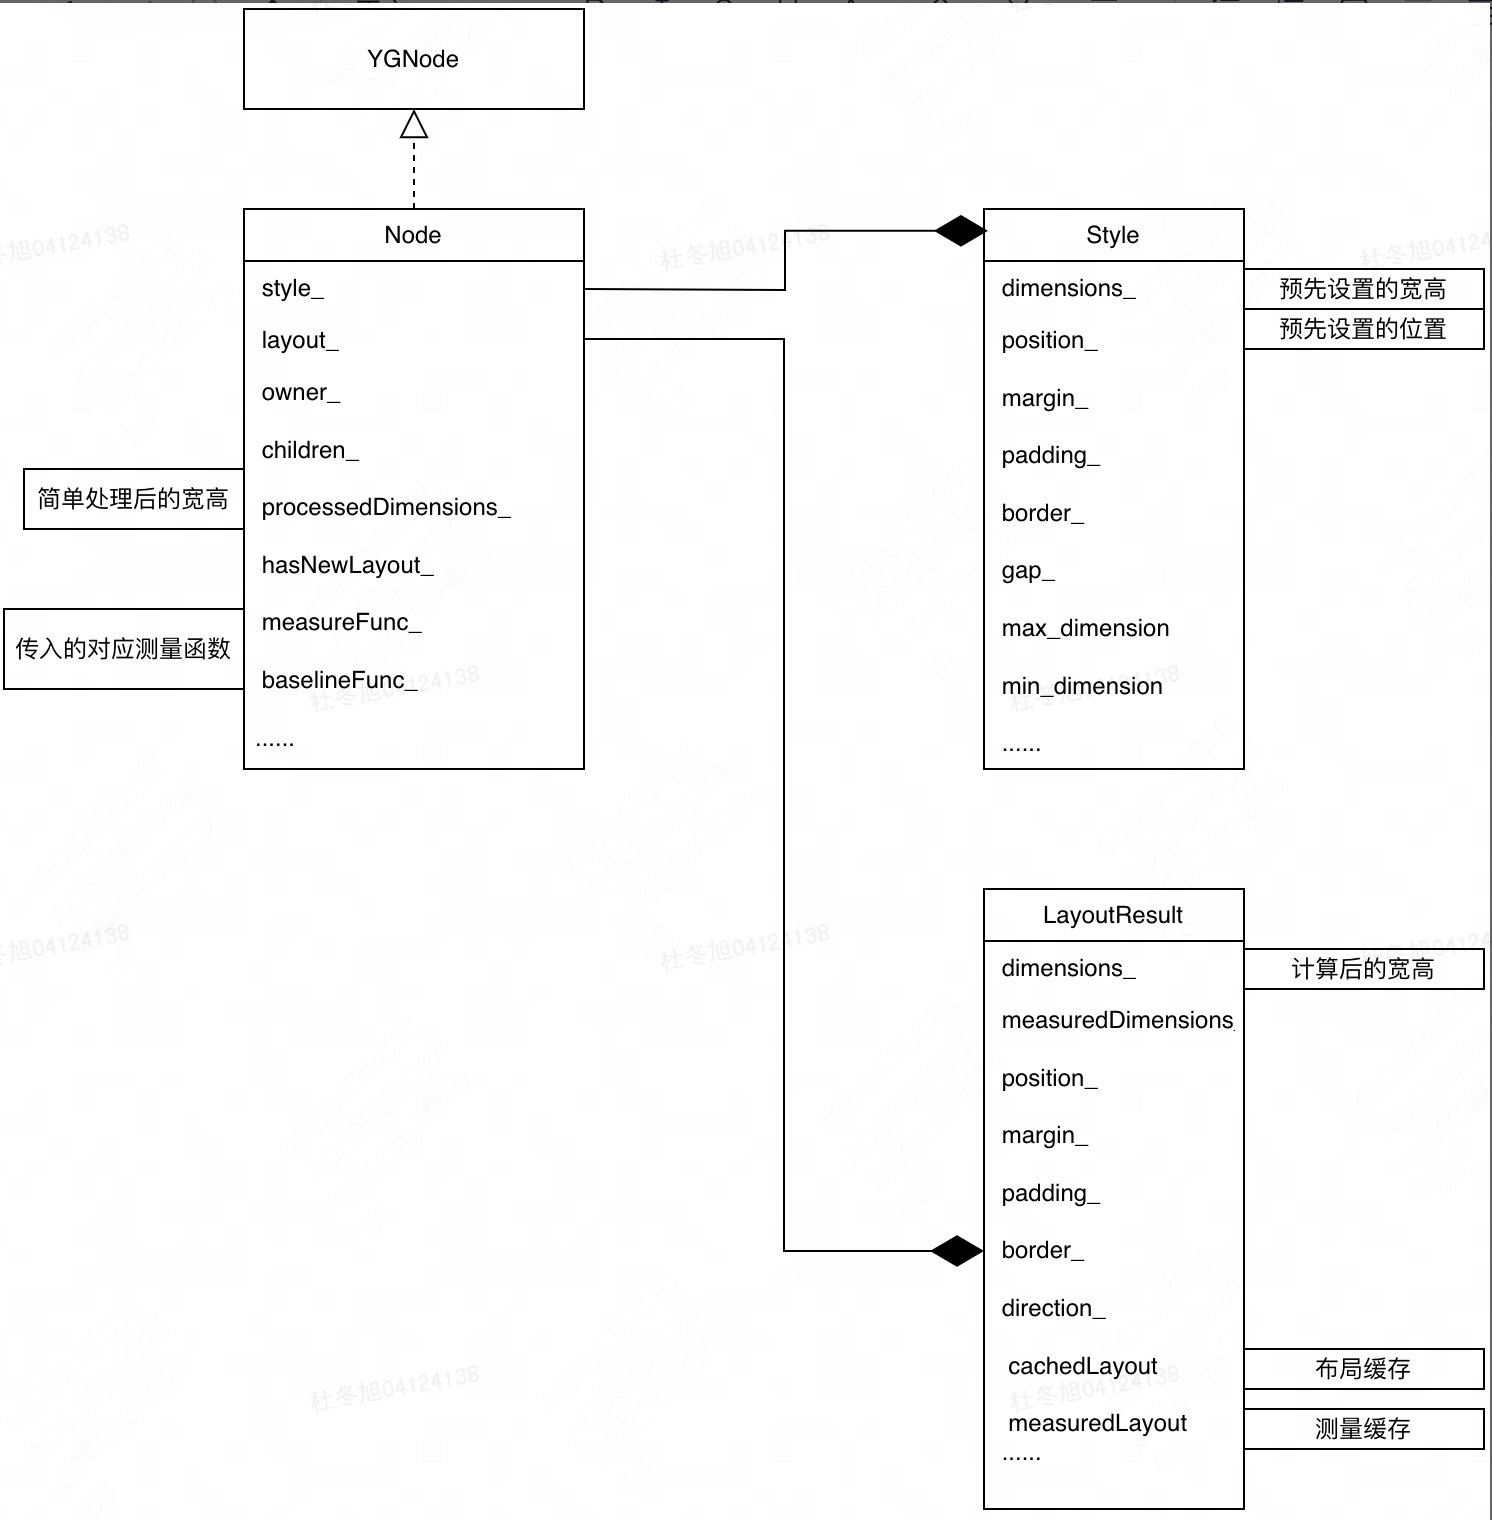 YGNode
Node
style_
layout_
owner_
children_
processedDimensions_
hasNewLayout_
measureFunc_
baselineFunc_
......
简单处理后的宽高
传入的对应测量函数
Style
dimensions_
position_
margin_
padding_
border_
gap_
max_dimension
min_dimension
......
预先设置的宽高
预先设置的位置
LayoutResult
dimensions_
measuredDimensions_
position_
margin_
padding_
border_
direction_
cachedLayout
measuredLayout
......
计算后的宽高
布局缓存
测量缓存
杜冬旭04124138